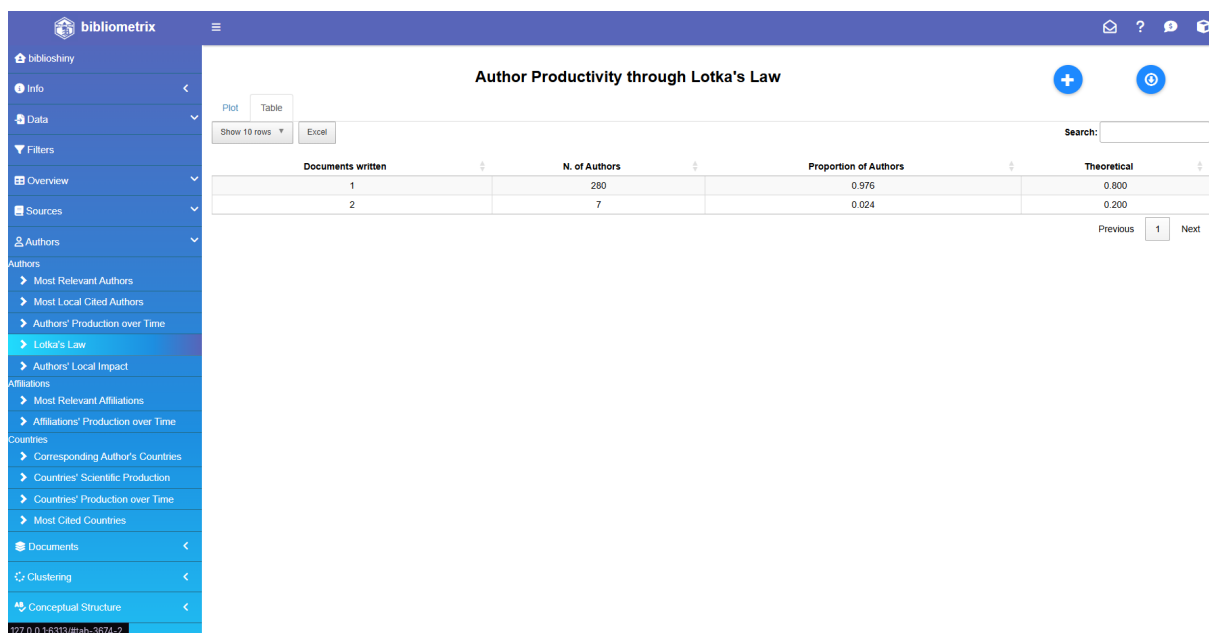 bibliometrix
biblioshiny
Info
Data
Filters
Overview
Sources
Authors
Authors
Most Relevant Authors
Most Local Cited Authors
Authors' Production over Time
Lotka's Law
Authors' Local Impact
Affiliations
Most Relevant Affiliations
Affiliations' Production over Time
Countries
Corresponding Author's Countries
Countries' Scientific Production
Countries' Production over Time
Most Cited Countries
Documents
Clustering
Conceptual Structure
127.0.0.1:6313/#tab-3674-2
Author Productivity through Lotka's Law
Plot Table
Show 10 rows Excel Search:
Documents written N. of Authors Proportion of Authors Theoretical
1 280 0.976 0.800
2 7 0.024 0.200
Previous 1 Next